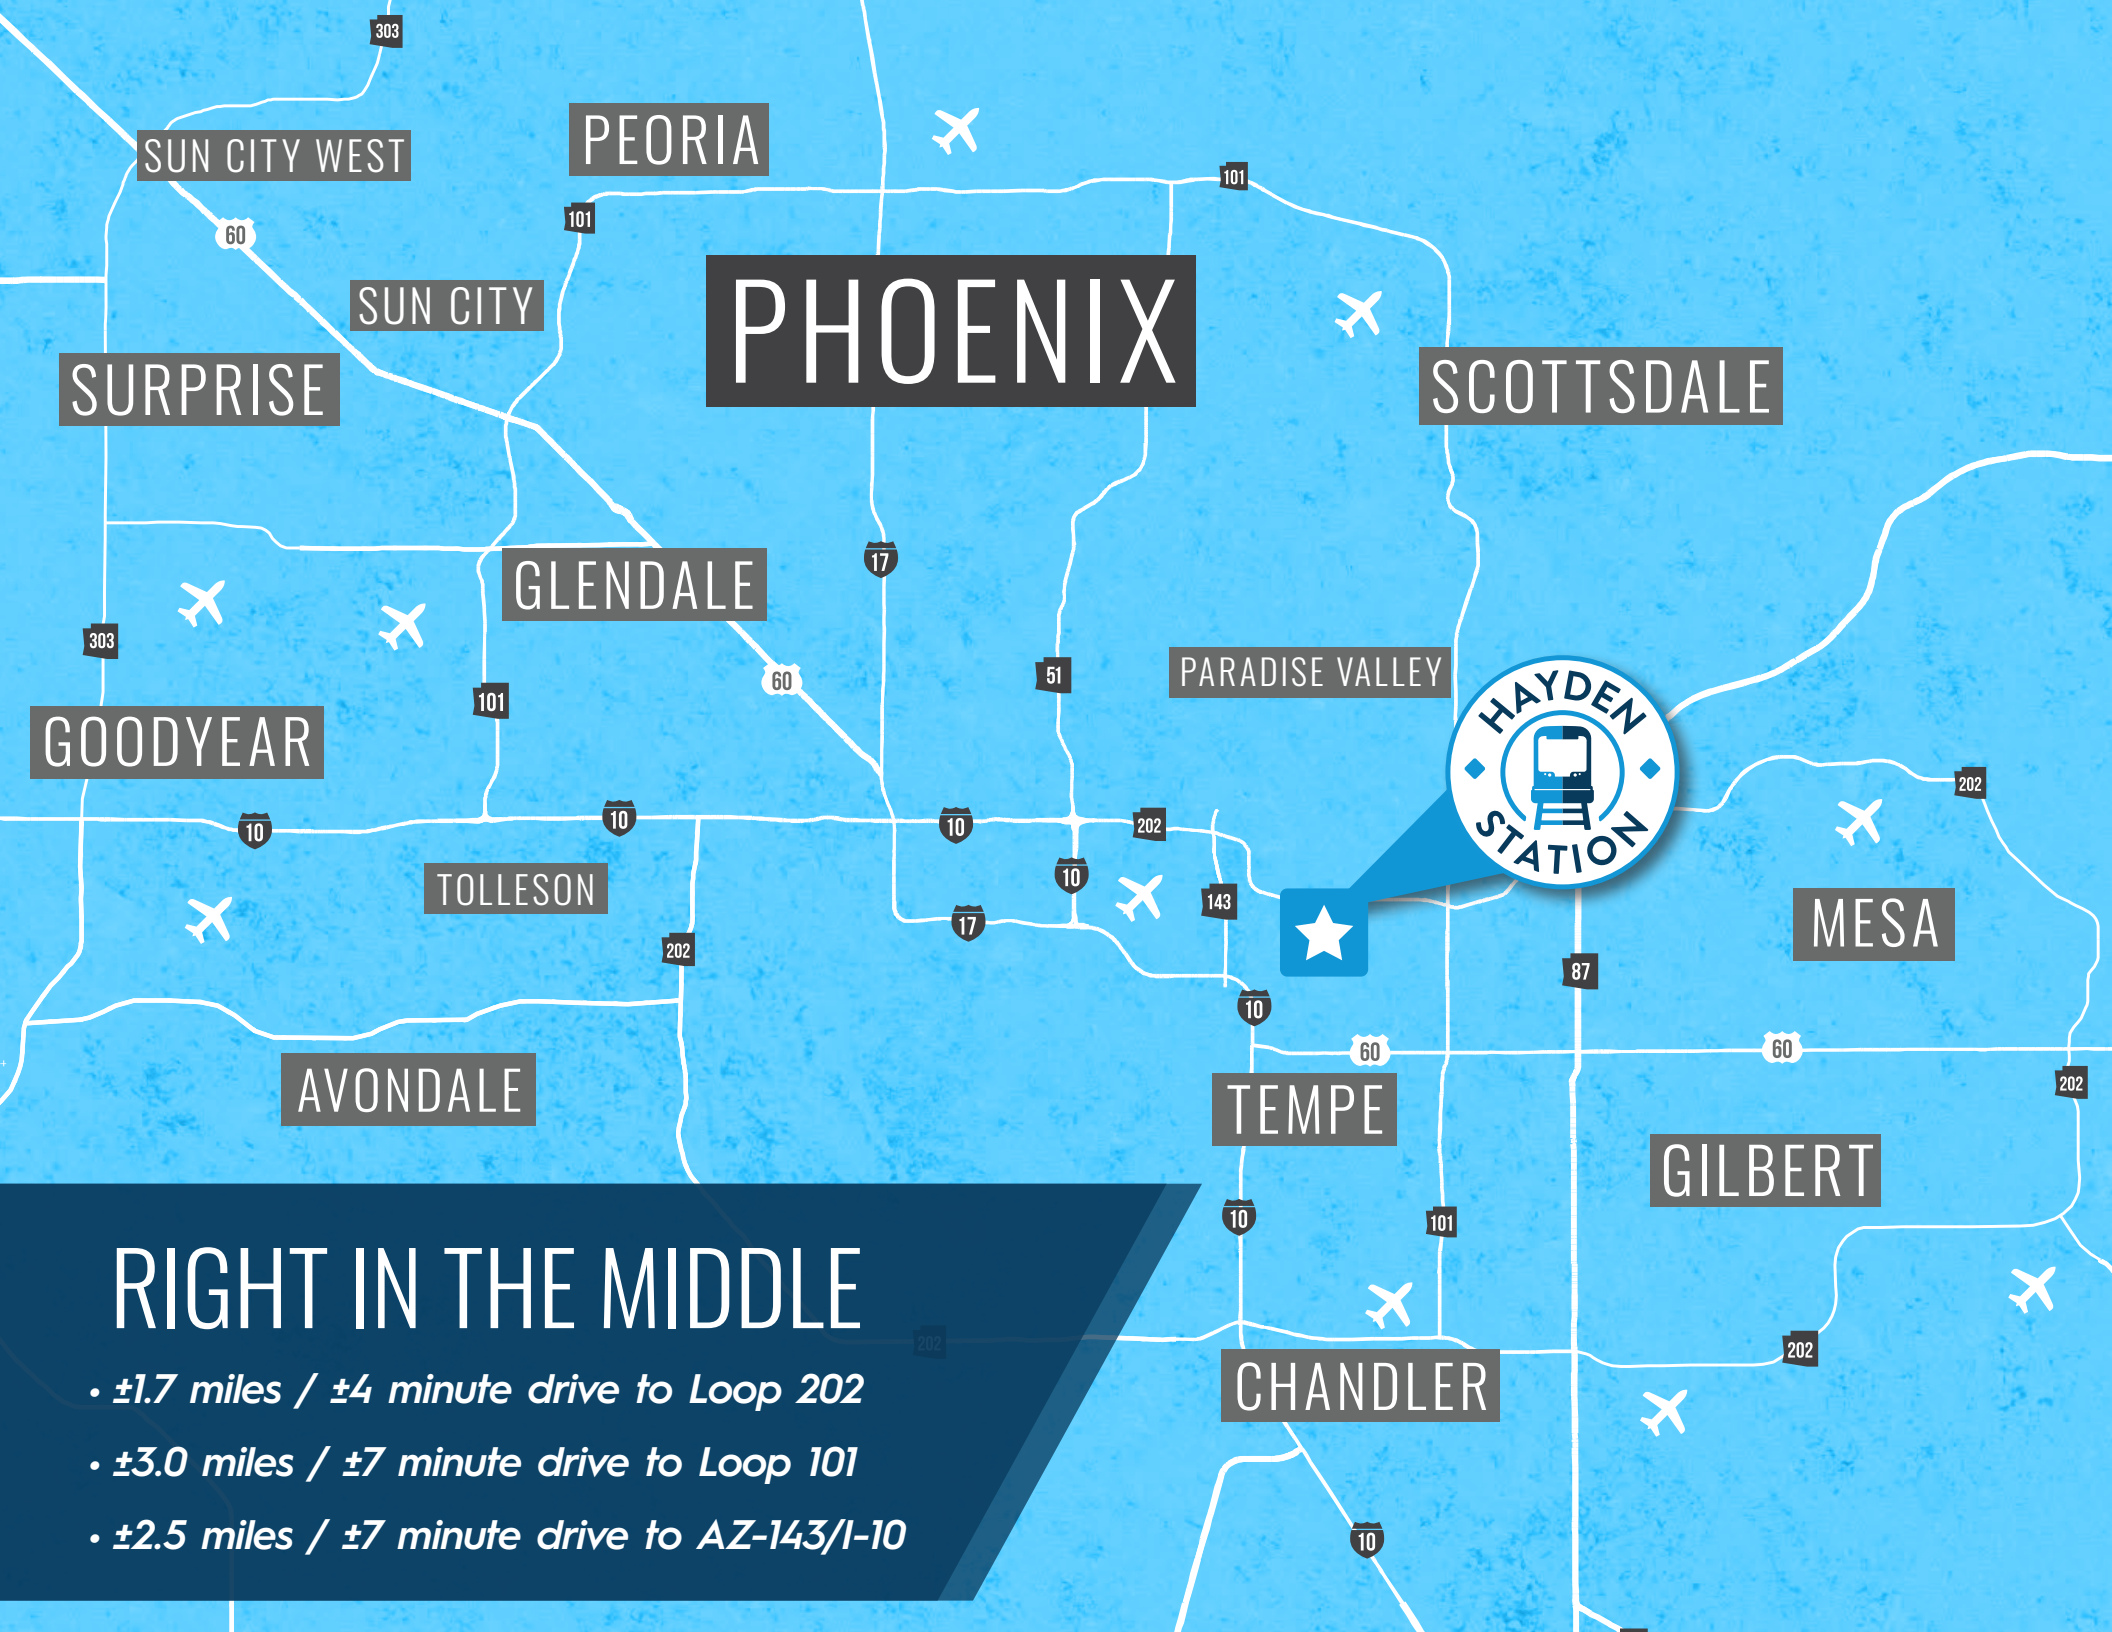 303
PEORIA
SUN CITY WEST
101
101
60
SUN CITY
PHOENIX
SURPRISE
SCOTTSDALE
17
GLENDALE
303
60
51
PARADISE VALLEY
101
GOODYEAR
HAYDEN
STATION
202
10
10
10
202
10
TOLLESON
143
17
MESA
202
87
10
60
60
AVONDALE
TEMPE
202
GILBERT
10
101
RIGHT IN THE MIDDLE
202
202
CHANDLER
• ±1.7 miles / ±4 minute drive to Loop 202
• ±3.0 miles / ±7 minute drive to Loop 101
• ±2.5 miles / ±7 minute drive to AZ-143/I-10
10